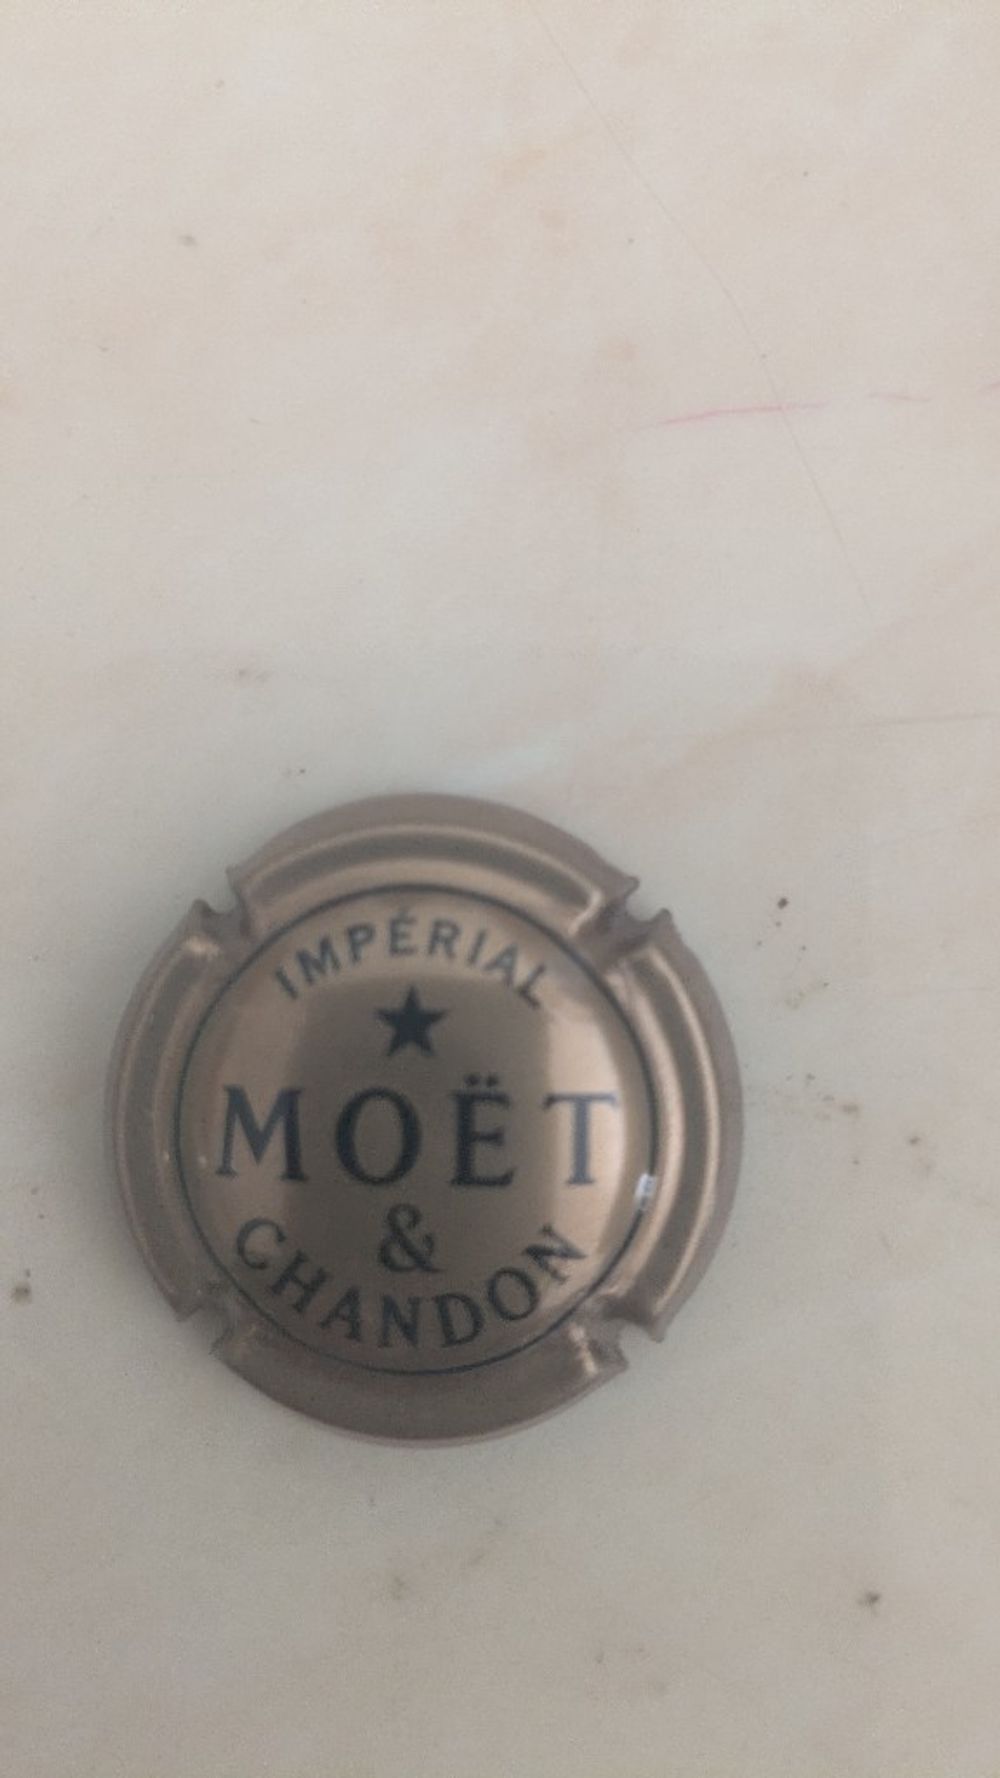 IMPÉRIAL
MOËT
&
CHANDON